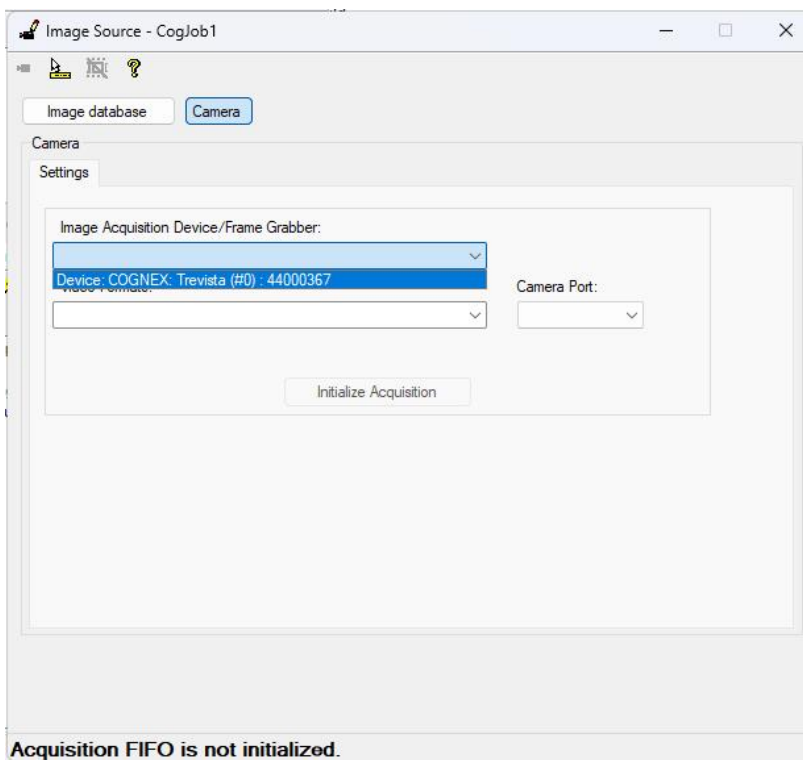 Image Source - CogJob1
Image database
Camera
Camera
Settings
Image Acquisition Device/Frame Grabber:
Device: COGNEX: Trevista (#0) : 44000367
Camera Port:
Initialize Acquisition
Acquisition FIFO is not initialized.